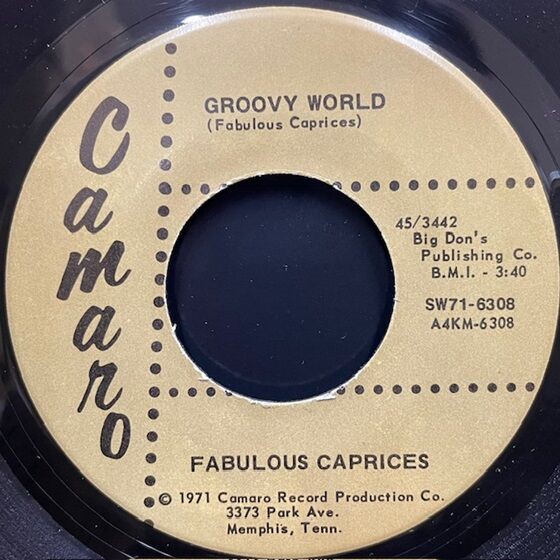 Camaro
GROOVY WORLD
(Fabulous Caprices)
45/3442
Big Don's
Publishing Co.
B.M.I. - 3:40
SW71-6308
A4KM-6308
FABULOUS CAPRICES
© 1971 Camaro Record Production Co.
3373 Park Ave.
Memphis, Tenn.